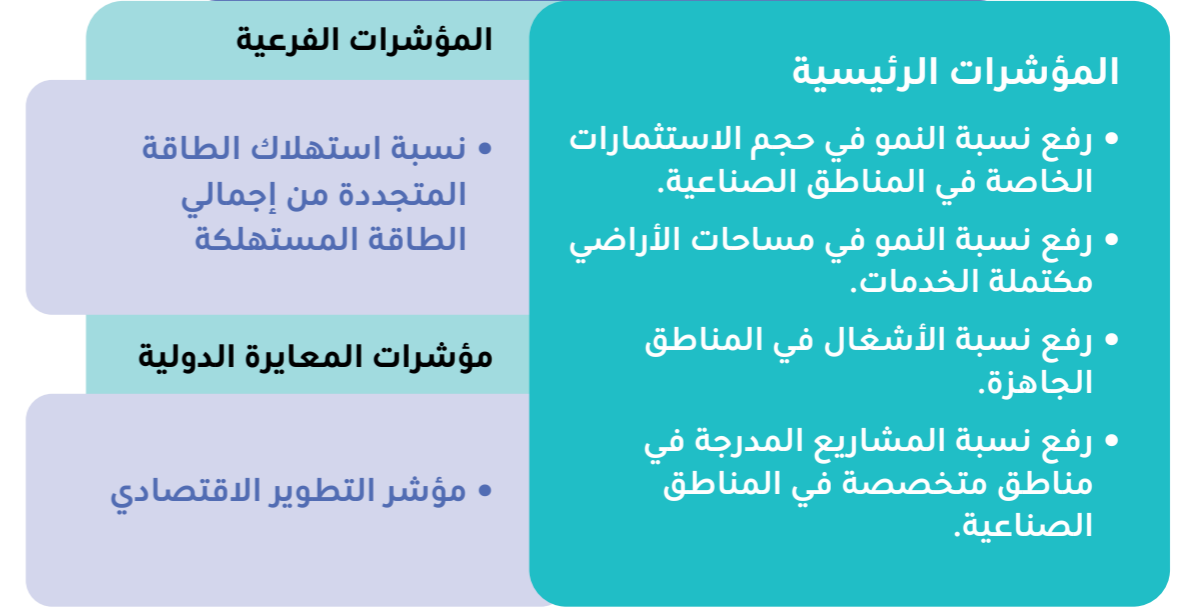 المؤشرات الرئيسية
• رفع نسبة النمو في حجم الاستثمارات
الخاصة في المناطق الصناعية.
• رفع نسبة النمو في مساحات الأراضي
مكتملة الخدمات.
• رفع نسبة الأشغال في المناطق
الجاهزة.
• رفع نسبة المشاريع المدرجة في
مناطق متخصصة في المناطق
الصناعية.
المؤشرات الفرعية
• نسبة استهلاك الطاقة
المتجددة من إجمالي
الطاقة المستهلكة
مؤشرات المعايرة الدولية
• مؤشر التطوير الاقتصادي